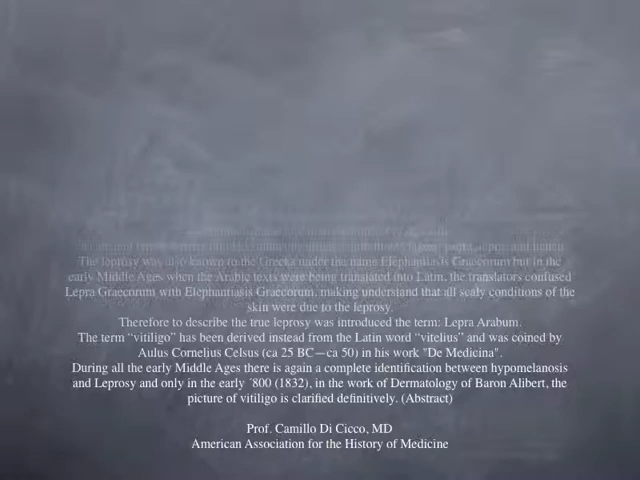 The leprosy was also known to the Greeks under the name Elephantiasis Graecorum but in the
early Middle Ages when the Arabic texts were being translated into Latin, the translators confused
Lepra Graecorum with Elephantiasis Graecorum, making understand that all scaly conditions of the
skin were due to the leprosy.
Therefore to describe the true leprosy was introduced the term: Lepra Arabum.
The term “vitiligo” has been derived instead from the Latin word “vitelius” and was coined by
Aulus Cornelius Celsus (ca 25 BC—ca 50) in his work "De Medicina".
During all the early Middle Ages there is again a complete identification between hypomelanosis
and Leprosy and only in the early ´800 (1832), in the work of Dermatology of Baron Alibert, the
picture of vitiligo is clarified definitively. (Abstract)
Prof. Camillo Di Cicco, MD
American Association for the History of Medicine